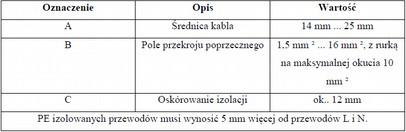 Oznaczenie Opis Wartość
A Średnica kabla 14 mm ... 25 mm
B Pole przekroju poprzecznego 1,5 mm ² ... 16 mm ², z rurką
na maksymalnej okucia 10
mm ²
C Oskórowanie izolacji ok.. 12 mm
PE izolowanych przewodów musi wynosić 5 mm więcej od przewodów L i N.